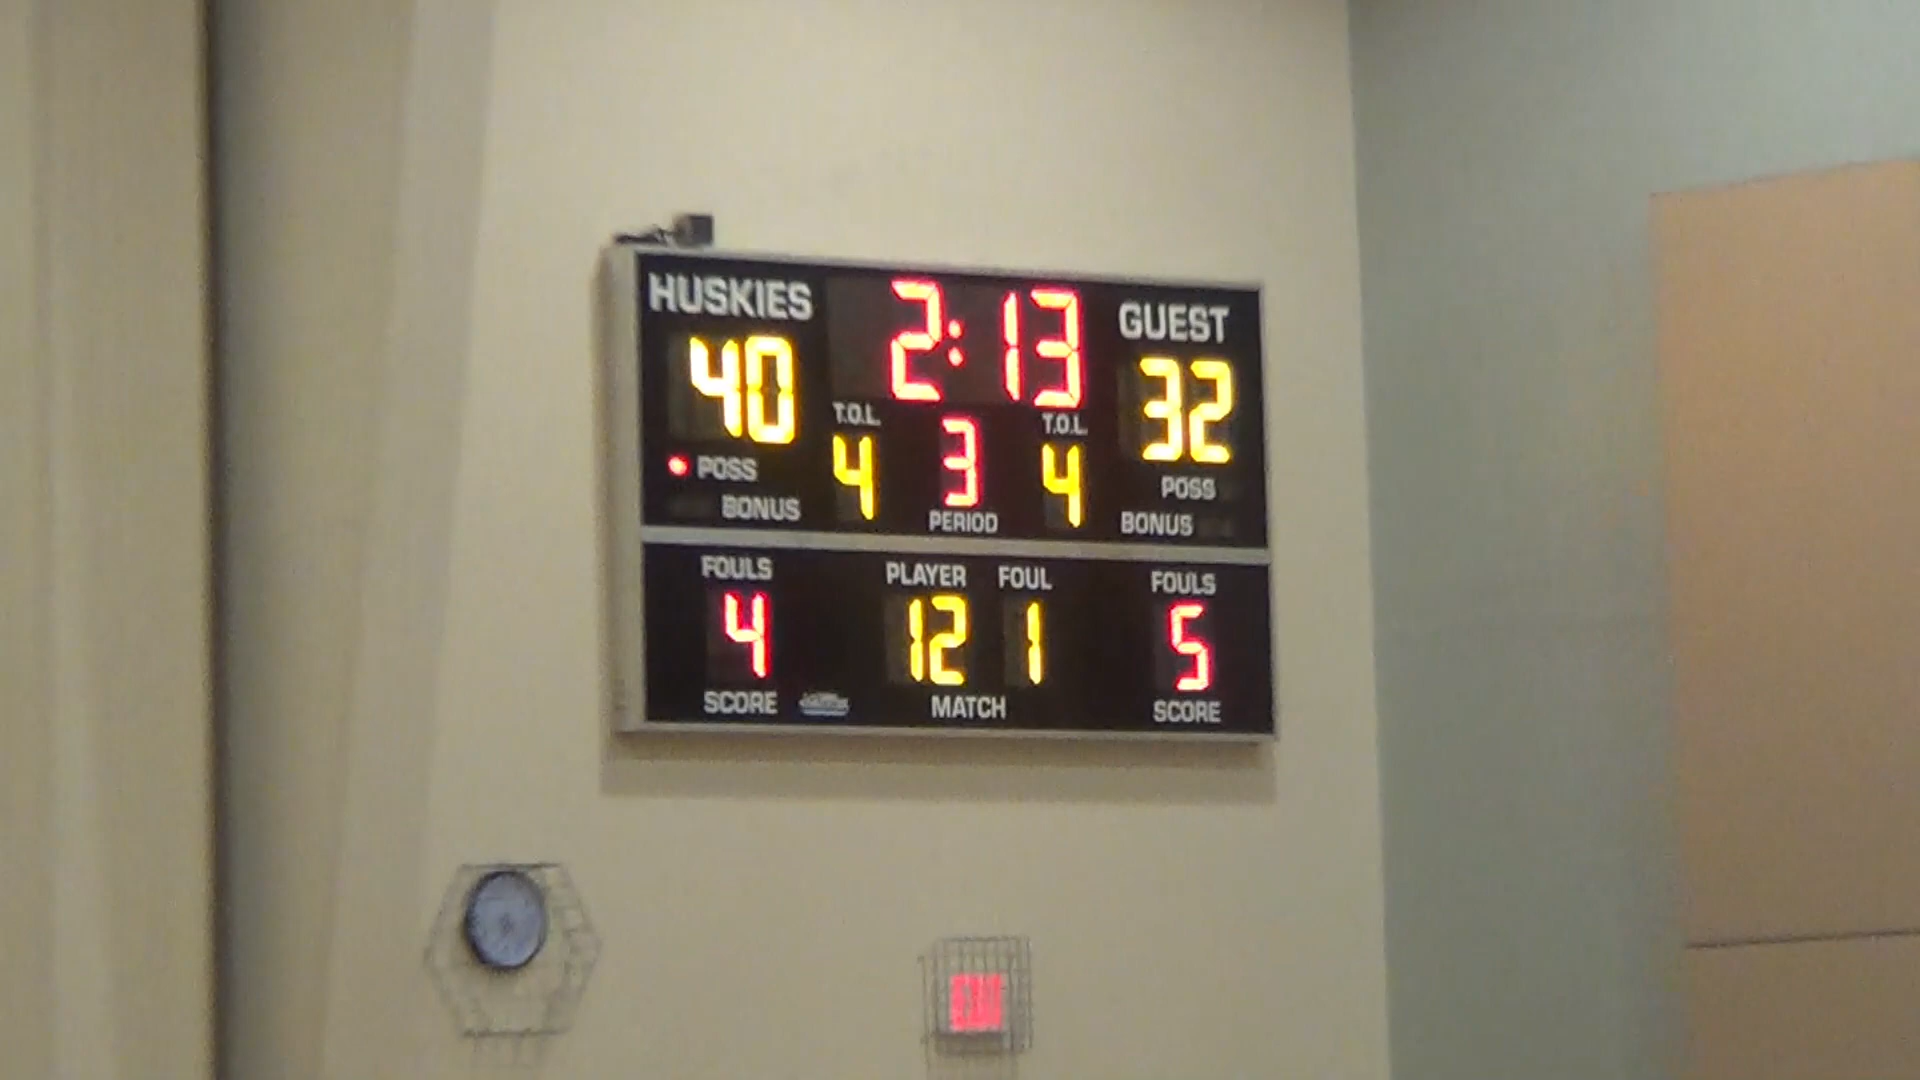 HUSKIES 2:13 GUEST
40 32
T.O.L. T.O.L.
4 3 4
POSS POSS
BONUS PERIOD BONUS
FOULS PLAYER FOUL FOULS
4 12 1 5
SCORE MATCH SCORE
EXIT